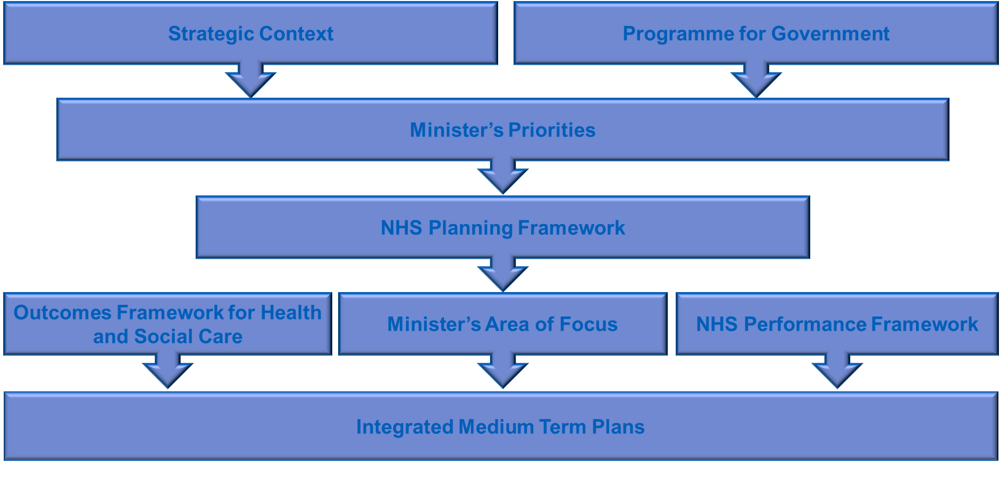 Strategic Context
Programme for Government
Minister’s Priorities
NHS Planning Framework
Outcomes Framework for Health
and Social Care
Minister’s Area of Focus
NHS Performance Framework
Integrated Medium Term Plans